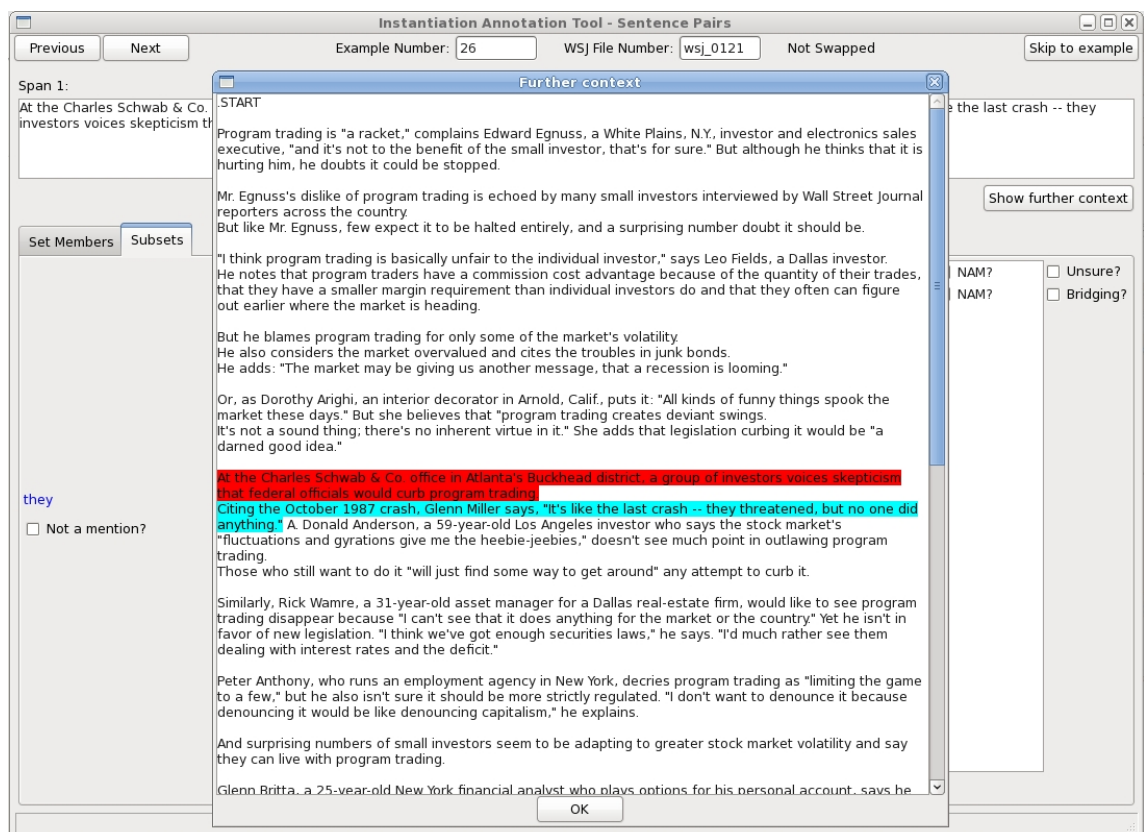 Instantiation Annotation Tool - Sentence Pairs
Previous
Next
Example Number: 26
WSJ File Number: wsj_0121
Not Swapped
Skip to example
Span 1:
At the Charles Schwab & Co.
investors voices skepticism th
the last crash -- they
Show further context
Set Members
Subsets
they
Not a mention?
NAM?
Unsure?
NAM?
Bridging?
Further context
.START
Program trading is "a racket," complains Edward Egnuss, a White Plains, N.Y., investor and electronics sales
executive, "and it's not to the benefit of the small investor, that's for sure." But although he thinks that it is
hurting him, he doubts it could be stopped.
Mr. Egnuss's dislike of program trading is echoed by many small investors interviewed by Wall Street Journal
reporters across the country.
But like Mr. Egnuss, few expect it to be halted entirely, and a surprising number doubt it should be.
"I think program trading is basically unfair to the individual investor," says Leo Fields, a Dallas investor.
He notes that program traders have a commission cost advantage because of the quantity of their trades,
that they have a smaller margin requirement than individual investors do and that they often can figure
out earlier where the market is heading.
But he blames program trading for only some of the market's volatility.
He also considers the market overvalued and cites the troubles in junk bonds.
He adds: "The market may be giving us another message, that a recession is looming."
Or, as Dorothy Arighi, an interior decorator in Arnold, Calif., puts it: "All kinds of funny things spook the
market these days." But she believes that "program trading creates deviant swings.
It's not a sound thing; there's no inherent virtue in it." She adds that legislation curbing it would be "a
darned good idea."
At the Charles Schwab & Co. office in Atlanta's Buckhead district, a group of investors voices skepticism
that federal officials would curb program trading.
Citing the October 1987 crash, Glenn Miller says, "It's like the last crash -- they threatened, but no one did
anything." A. Donald Anderson, a 59-year-old Los Angeles investor who says the stock market's
"fluctuations and gyrations give me the heebie-jeebies," doesn't see much point in outlawing program
trading.
Those who still want to do it "will just find some way to get around" any attempt to curb it.
Similarly, Rick Wamre, a 31-year-old asset manager for a Dallas real-estate firm, would like to see program
trading disappear because "I can't see that it does anything for the market or the country." Yet he isn't in
favor of new legislation. "I think we've got enough securities laws," he says. "I'd much rather see them
dealing with interest rates and the deficit."
Peter Anthony, who runs an employment agency in New York, decries program trading as "limiting the game
to a few," but he also isn't sure it should be more strictly regulated. "I don't want to denounce it because
denouncing it would be like denouncing capitalism," he explains.
And surprising numbers of small investors seem to be adapting to greater stock market volatility and say
they can live with program trading.
Glenn Britta, a 25-year-old New York financial analyst who plays options for his personal account, says he
OK